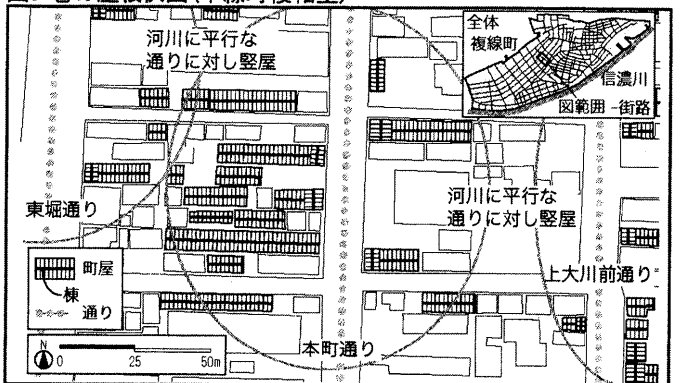 河川に平行な
通りに対し竪屋
全体
複線町
信濃川
図範囲
-街路
東堀通り
河川に平行な
通りに対し竪屋
上大川前通り
町屋
棟
通り
本町通り
N
0 25 50m